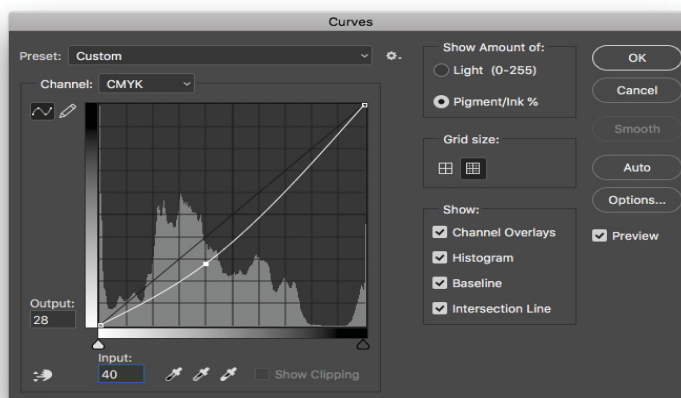 Curves
Preset: Custom
Channel: CMYK
Output:
28
Input:
40
Show Clipping
Show Amount of:
Light (0-255)
Pigment/Ink %
Grid size:
Show:
Channel Overlays
Histogram
Baseline
Intersection Line
OK
Cancel
Smooth
Auto
Options...
Preview